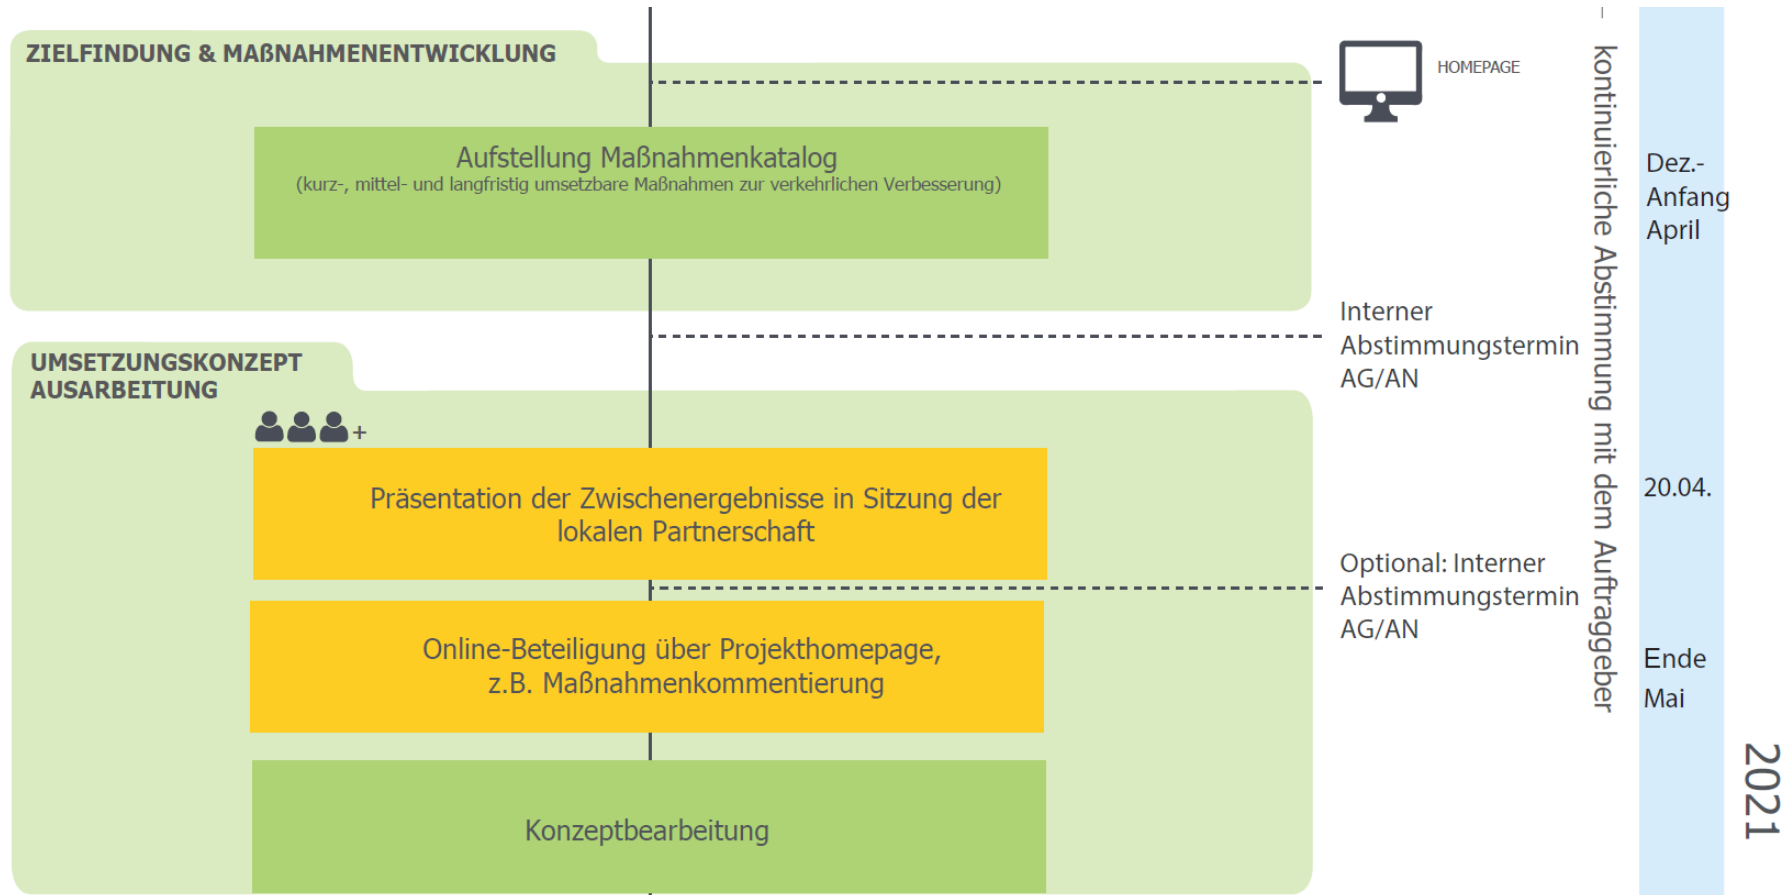 ZIELFINDUNG & MAßNAHMENENTWICKLUNG
HOMEPAGE
Aufstellung Maßnahmenkatalog
(kurz-, mittel- und langfristig umsetzbare Maßnahmen zur verkehrlichen Verbesserung)
Dez.-
Anfang
April
Interner
Abstimmungstermin
AG/AN
UMSETZUNGSKONZEPT
AUSARBEITUNG
+
Präsentation der Zwischenergebnisse in Sitzung der
lokalen Partnerschaft
20.04.
Optional: Interner
Abstimmungstermin
AG/AN
Online-Beteiligung über Projekthomepage,
z.B. Maßnahmenkommentierung
Ende
Mai
Konzeptbearbeitung
kontinuierliche Abstimmung mit dem Auftraggeber
2021